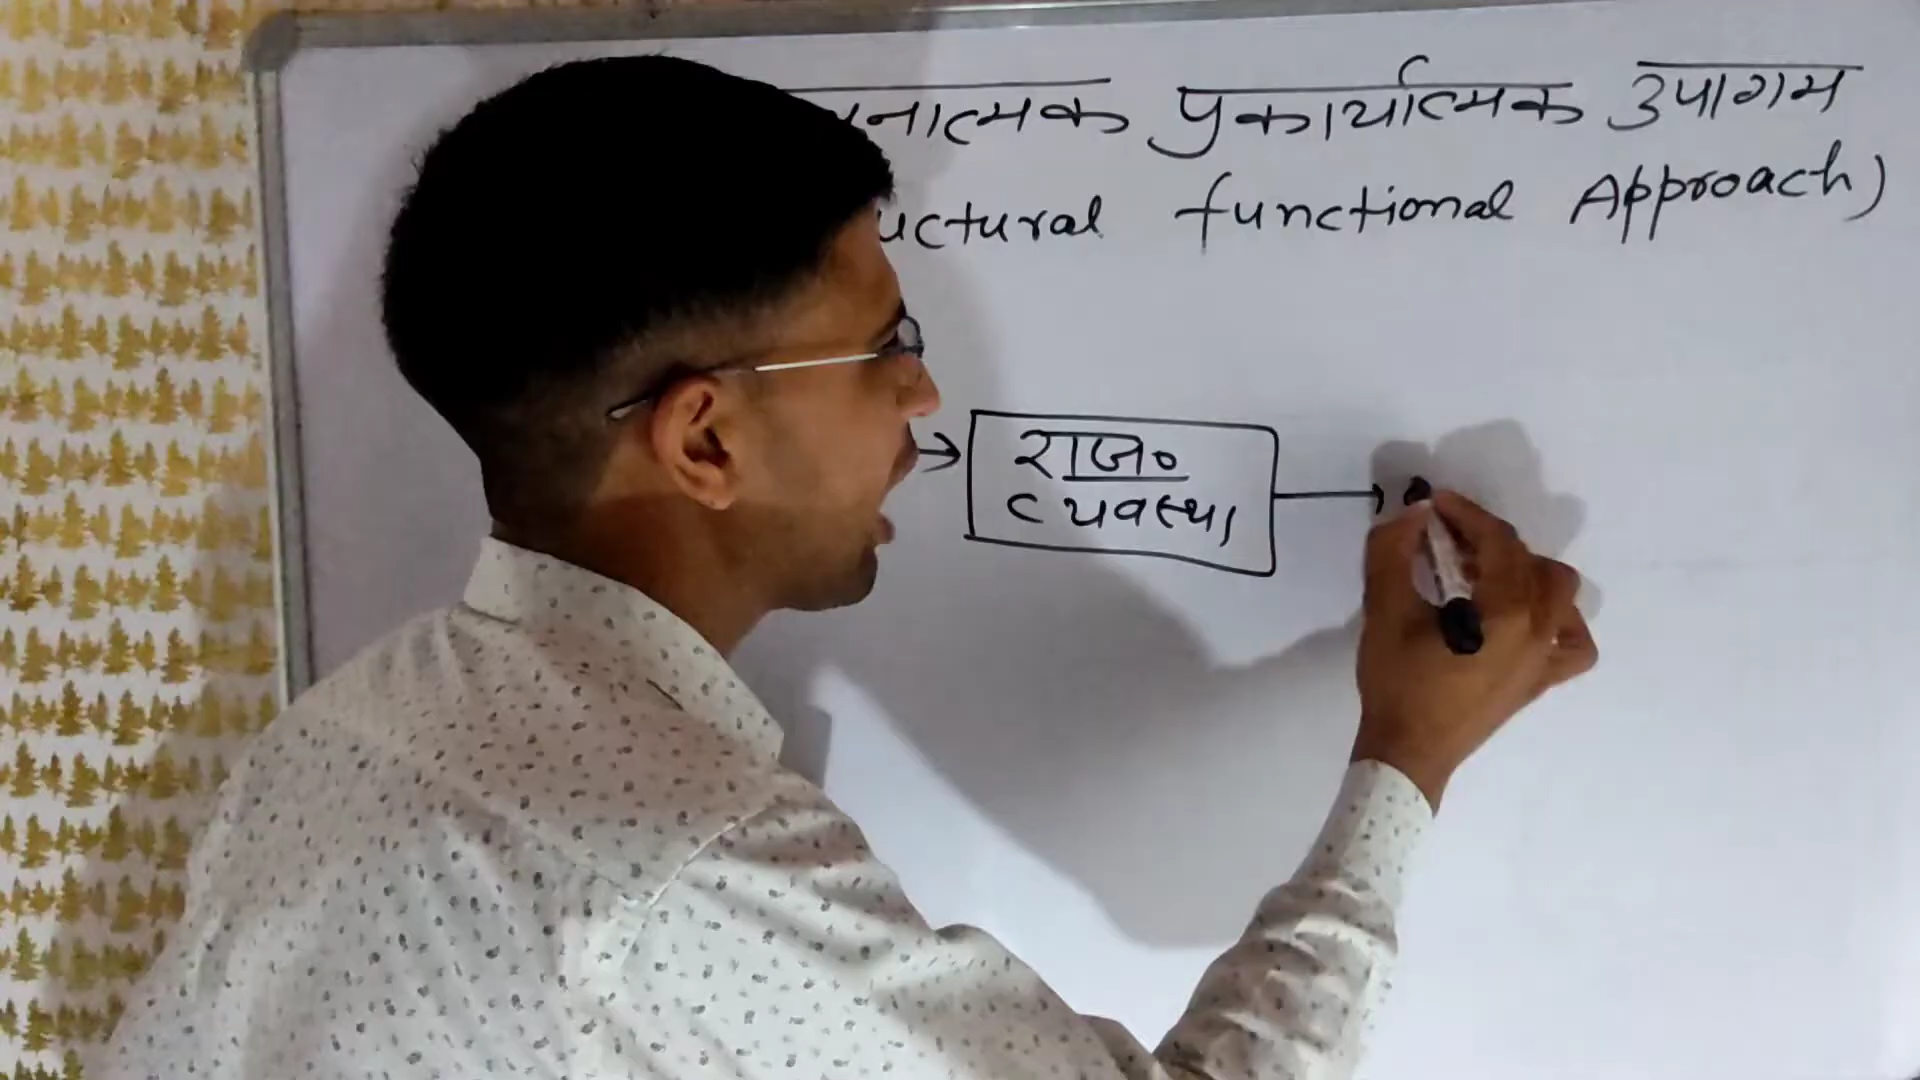 नात्मक प्रकार्यात्मक उपागम
uctural functional Approach)
राज०
व्यवस्था